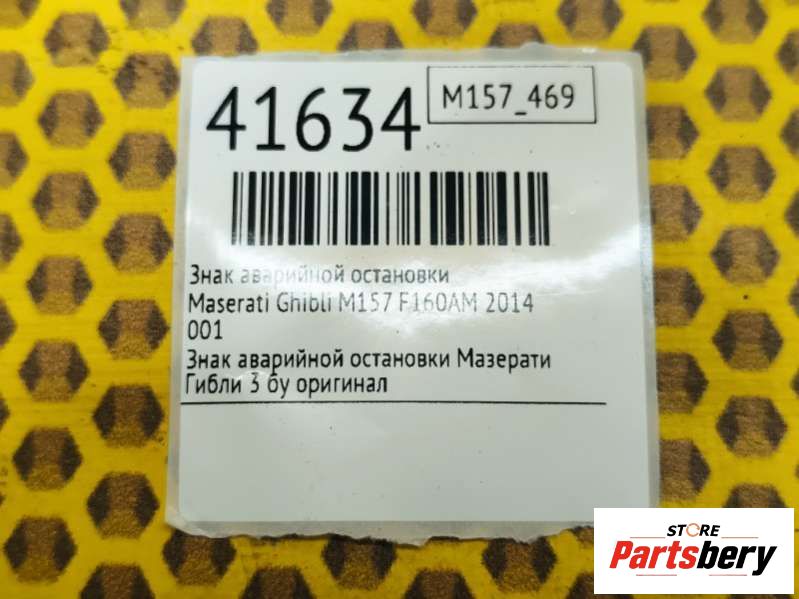 41634
M157_469
Знак аварийной остановки
Maserati Ghibli M157 F160AM 2014
001
Знак аварийной остановки Мазерати
Гибли 3 бу оригинал
STORE
Partsbery